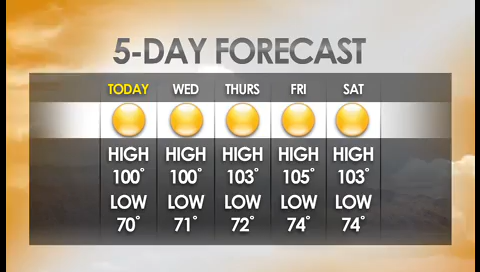 5-DAY FORECAST
TODAY WED THURS FRI SAT
HIGH HIGH HIGH HIGH HIGH
100° 100° 103° 105° 103°
LOW LOW LOW LOW LOW
70° 71° 72° 74° 74°